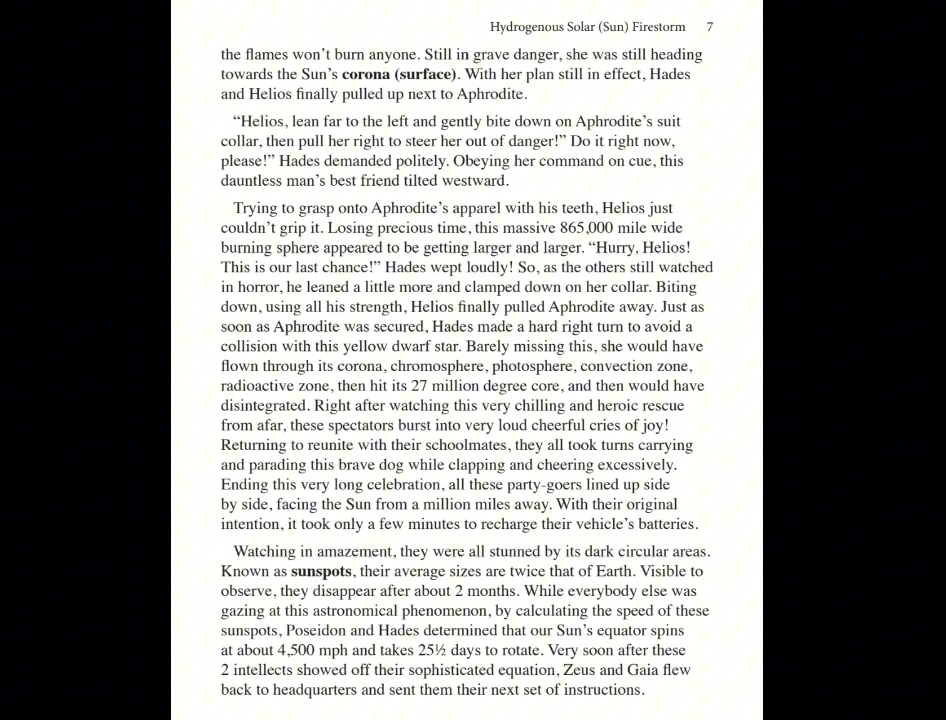 Hydrogenous Solar (Sun) Firestorm 7
the flames won’t burn anyone. Still in grave danger, she was still heading
towards the Sun’s corona (surface). With her plan still in effect, Hades
and Helios finally pulled up next to Aphrodite.
“Helios, lean far to the left and gently bite down on Aphrodite’s suit
collar, then pull her right to steer her out of danger!” Do it right now,
please!” Hades demanded politely. Obeying her command on cue, this
dauntless man’s best friend tilted westward.
Trying to grasp onto Aphrodite’s apparel with his teeth, Helios just
couldn’t grip it. Losing precious time, this massive 865,000 mile wide
burning sphere appeared to be getting larger and larger. “Hurry, Helios!
This is our last chance!” Hades wept loudly! So, as the others still watched
in horror, he leaned a little more and clamped down on her collar. Biting
down, using all his strength, Helios finally pulled Aphrodite away. Just as
soon as Aphrodite was secured, Hades made a hard right turn to avoid a
collision with this yellow dwarf star. Barely missing this, she would have
flown through its corona, chromosphere, photosphere, convection zone,
radioactive zone, then hit its 27 million degree core, and then would have
disintegrated. Right after watching this very chilling and heroic rescue
from afar, these spectators burst into very loud cheerful cries of joy!
Returning to reunite with their schoolmates, they all took turns carrying
and parading this brave dog while clapping and cheering excessively.
Ending this very long celebration, all these party-goers lined up side
by side, facing the Sun from a million miles away. With their original
intention, it took only a few minutes to recharge their vehicle’s batteries.
Watching in amazement, they were all stunned by its dark circular areas.
Known as sunspots, their average sizes are twice that of Earth. Visible to
observe, they disappear after about 2 months. While everybody else was
gazing at this astronomical phenomenon, by calculating the speed of these
sunspots, Poseidon and Hades determined that our Sun’s equator spins
at about 4,500 mph and takes 25½ days to rotate. Very soon after these
2 intellects showed off their sophisticated equation, Zeus and Gaia flew
back to headquarters and sent them their next set of instructions.